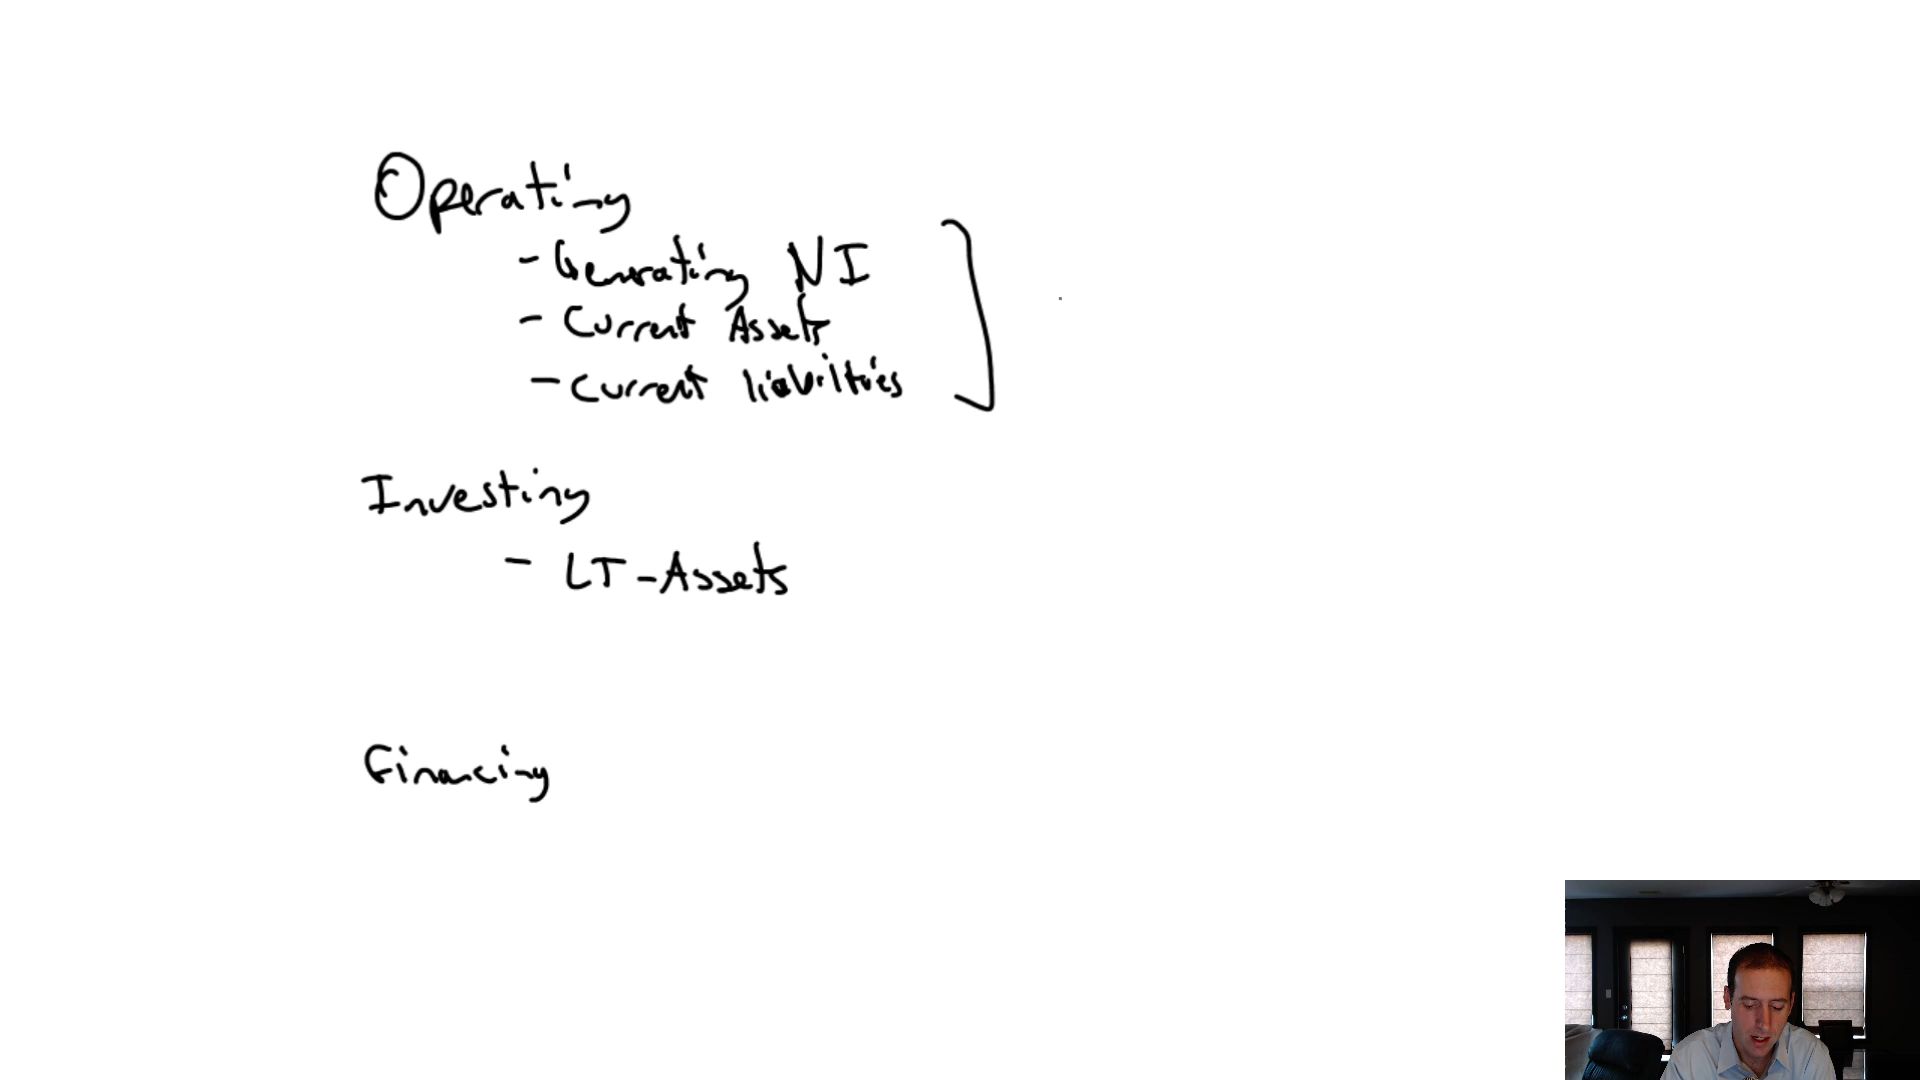 Operating
- Generating NI
- Current Assets
- Current liabilities
Investing
- LT-Assets
Financing